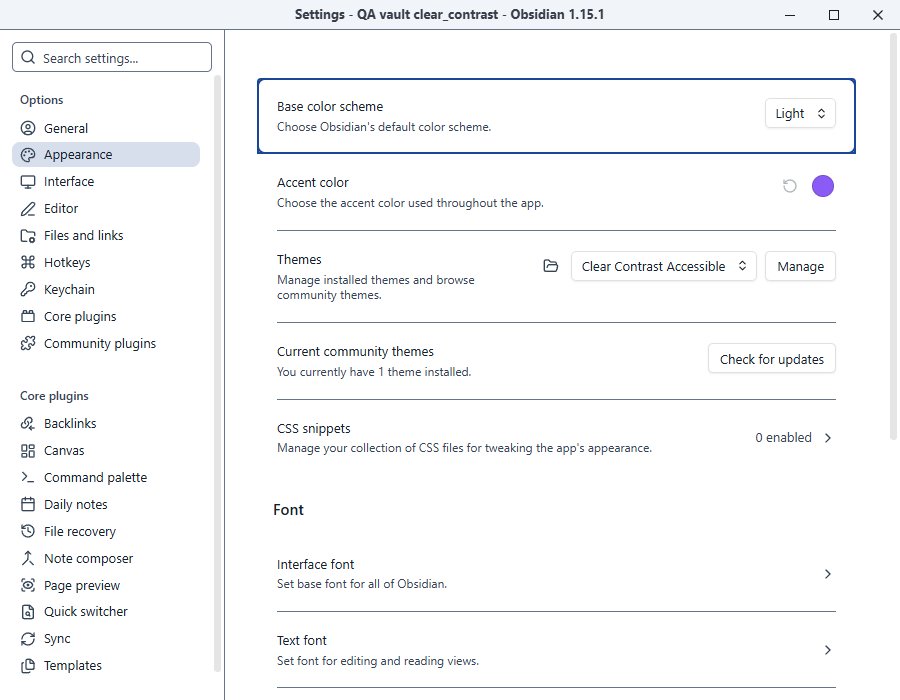 Settings - QA vault clear_contrast - Obsidian 1.15.1
Search settings...
Options
General
Appearance
Interface
Editor
Files and links
Hotkeys
Keychain
Core plugins
Community plugins
Core plugins
Backlinks
Canvas
Command palette
Daily notes
File recovery
Note composer
Page preview
Quick switcher
Sync
Templates
Base color scheme
Choose Obsidian's default color scheme.
Light
Accent color
Choose the accent color used throughout the app.
Themes
Manage installed themes and browse
community themes.
Clear Contrast Accessible
Manage
Current community themes
You currently have 1 theme installed.
Check for updates
CSS snippets
Manage your collection of CSS files for tweaking the app's appearance.
0 enabled
Font
Interface font
Set base font for all of Obsidian.
Text font
Set font for editing and reading views.